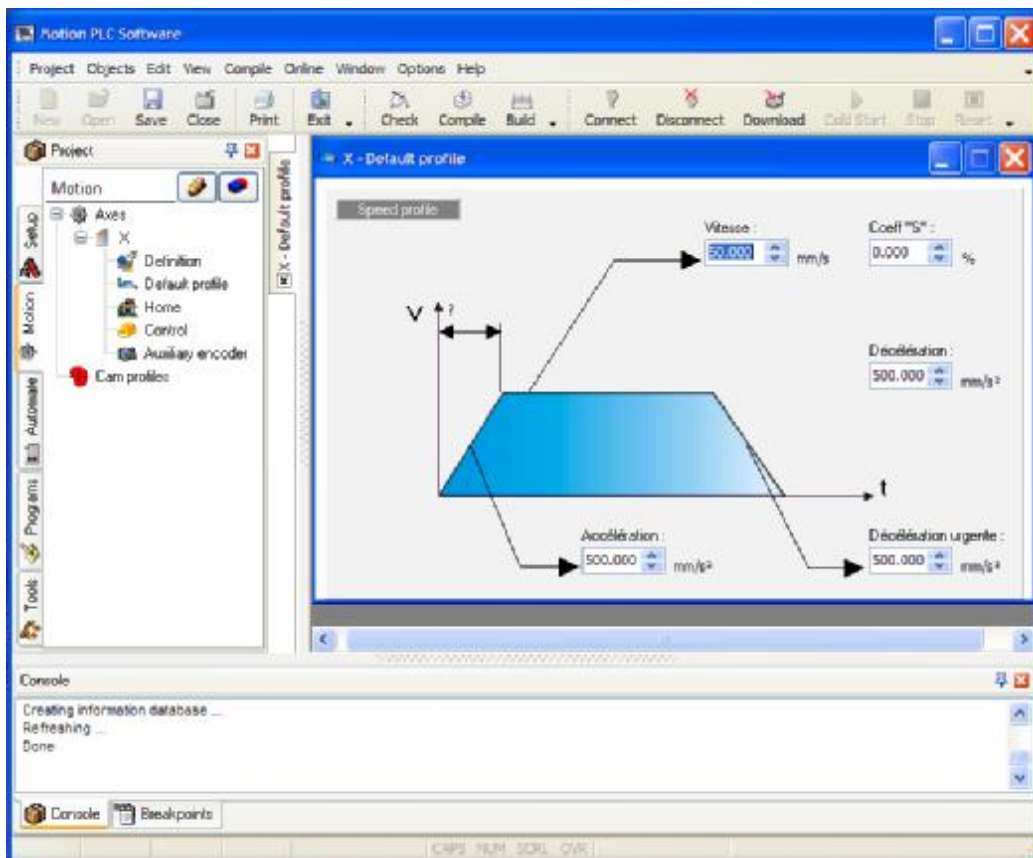 Motion PLC Software
Project Objects Edit View Compile Online Window Options Help
New Open Save Close Print Exit Check Compile Build Connect Disconnect Download Cold Start Stop Reset
Project
Motion
Axes
X
Definition
Default profile
Home
Control
Auxiliary encoder
Cam profiles
Setup
Motion
Automate
Programs
Tools
X - Default profile
X - Default profile
Speed profile
Vitesse :
50.000 mm/s
Coeff "S" :
0.000 %
V
?
Décélération :
500.000 mm/s²
t
Accélération :
500.000 mm/s²
Décélération urgente :
500.000 mm/s²
Console
Creating information database ...
Refreshing ...
Done
Console Breakpoints
CAPS NUM SCRL OVR